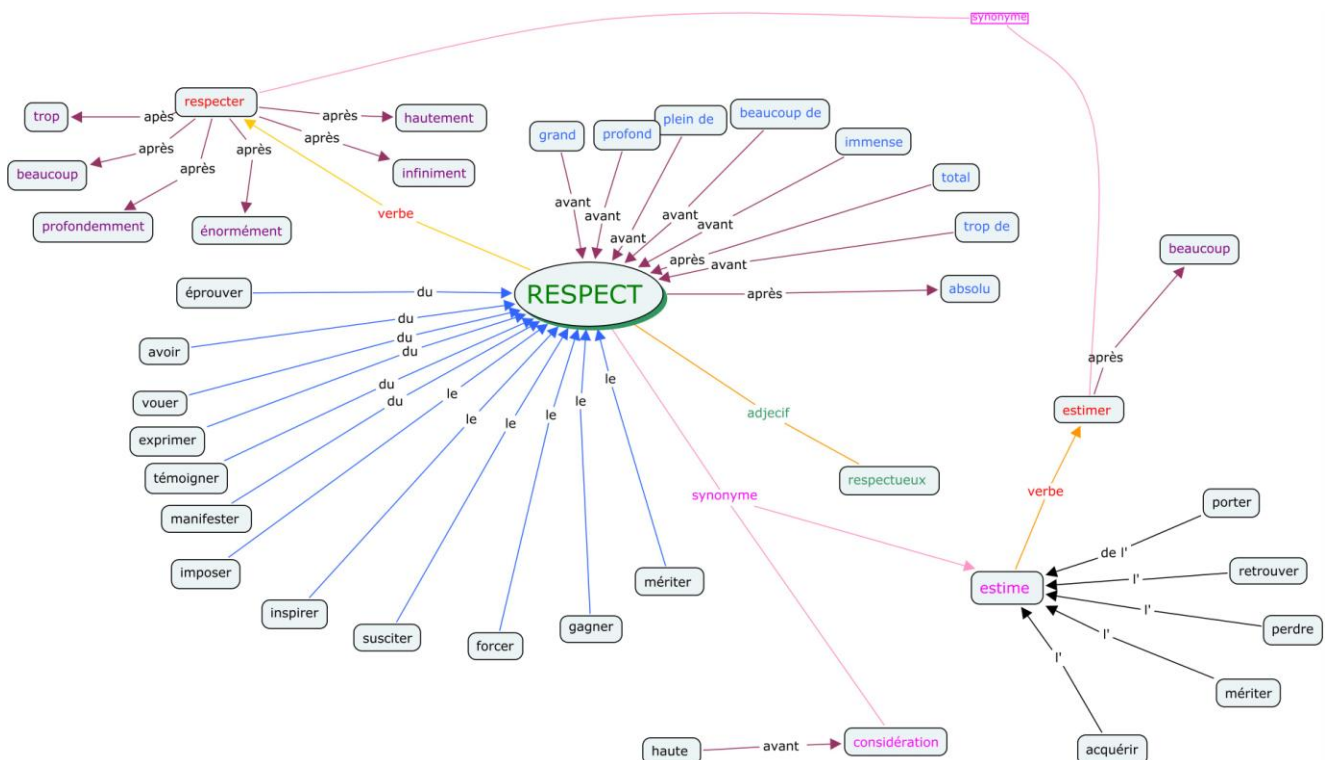 synonyme
respecter
trop
apès
après
hautement
après
après
après
après
infiniment
beaucoup
profondemment
énormément
verbe
grand
profond
plein de
beaucoup de
immense
total
trop de
absolu
avant
avant
avant
avant
avant
après
avant
après
RESPECT
beaucoup
après
estimer
verbe
éprouver
du
avoir
du
vouer
du
exprimer
du
témoigner
du
manifester
du
imposer
le
inspirer
le
susciter
le
forcer
le
gagner
le
mériter
le
adjecif
respectueux
synonyme
estime
porter
de l'
retrouver
l'
perdre
l'
mériter
l'
acquérir
l'
haute
avant
considération